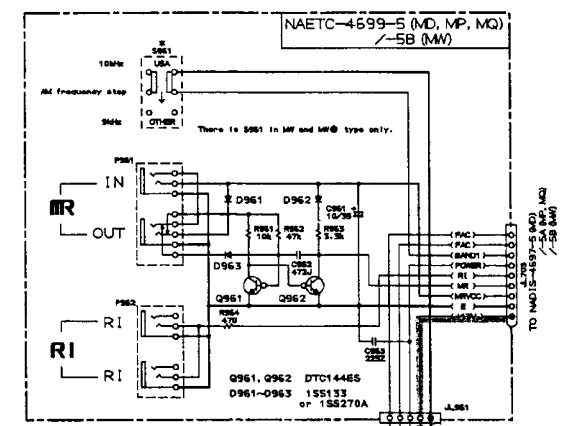 NAETC-4699-5 (MD, MP, MQ)
/-5B (MW)
*
S961
USA
10kHz
AM frequency step
9kHz
OTHER
There is S961 in MW and MW type only.
P961
IN
OUT
MR
D961
D962
C961
+
10/35
R961
10k
R962
47k
R963
3.3k
C962
473J
D963
Q961
Q962
P962
RI
RI
RI
R964
470
C963
Q961, Q962 DTC144ES
D961~D963 1SS133
or 1SS270A
FAC
FAC
BAND1
POWER
RI
MR
MRVCC
E
JL703
TO NADIS-4697-5 (MD)
/-5A (MP, MQ)
/-5B (MW)
JL961